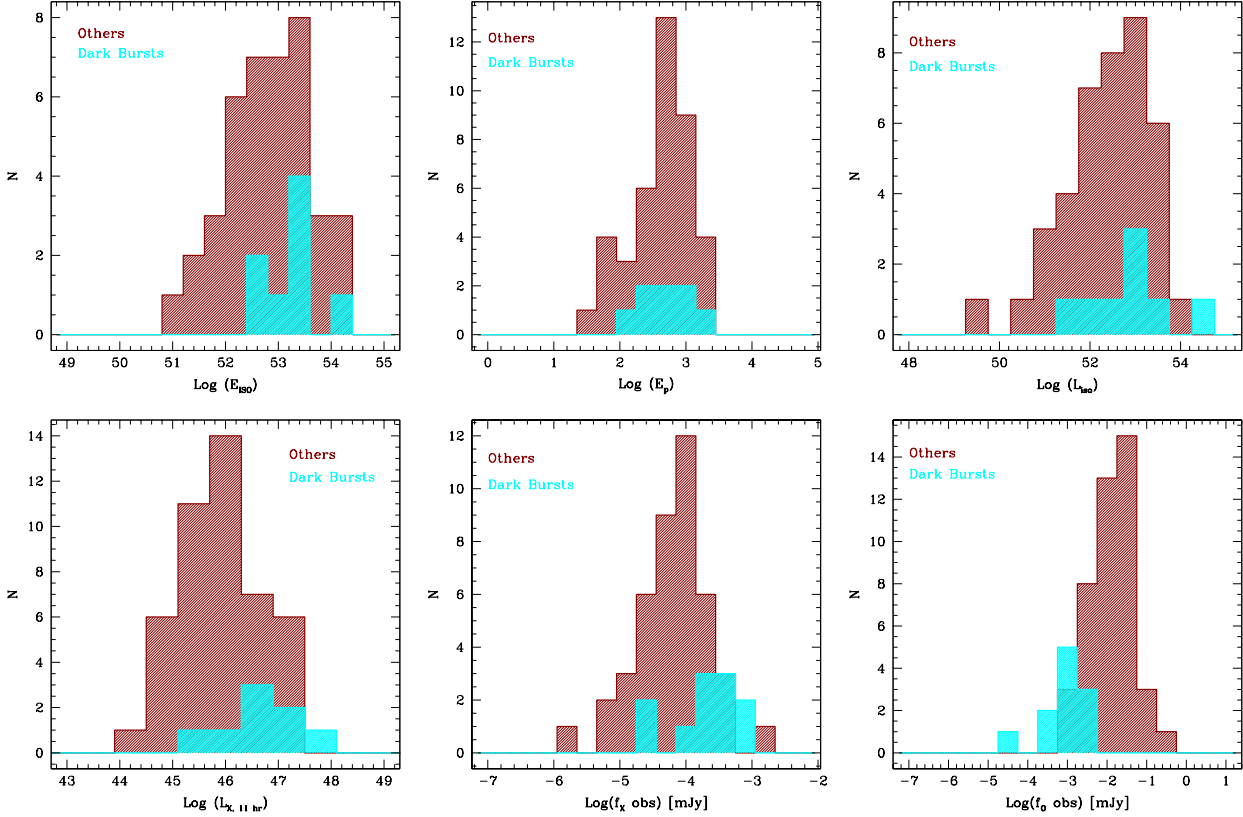 Others
Dark Bursts
8
6
4
2
0
N
49 50 51 52 53 54 55
Log (E_ISO)
Others
Dark Bursts
12
10
8
6
4
2
0
N
0 1 2 3 4 5
Log (E_p)
Others
Dark Bursts
8
6
4
2
0
N
48 50 52 54
Log (L_iso)
Others
Dark Bursts
14
12
10
8
6
4
2
0
N
43 44 45 46 47 48 49
Log (L_X, 11 hr)
Others
Dark Bursts
12
10
8
6
4
2
0
N
-7 -6 -5 -4 -3 -2
Log(f_X obs) [mJy]
Others
Dark Bursts
14
12
10
8
6
4
2
0
N
-7 -6 -5 -4 -3 -2 -1 0 1
Log(f_O obs) [mJy]